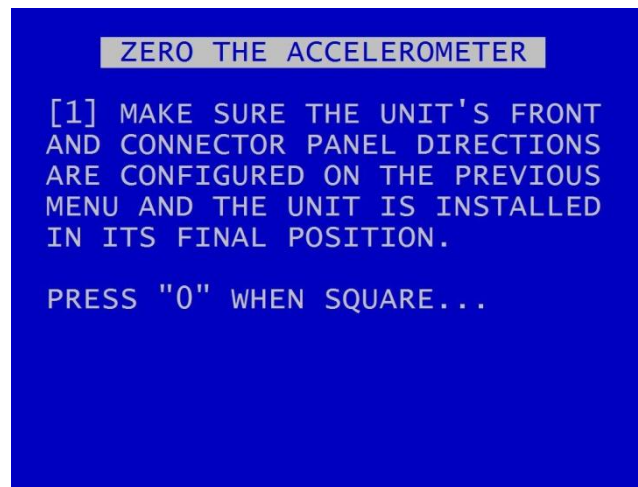 ZERO THE ACCELEROMETER
[1] MAKE SURE THE UNIT'S FRONT
AND CONNECTOR PANEL DIRECTIONS
ARE CONFIGURED ON THE PREVIOUS
MENU AND THE UNIT IS INSTALLED
IN ITS FINAL POSITION.
PRESS "0" WHEN SQUARE...